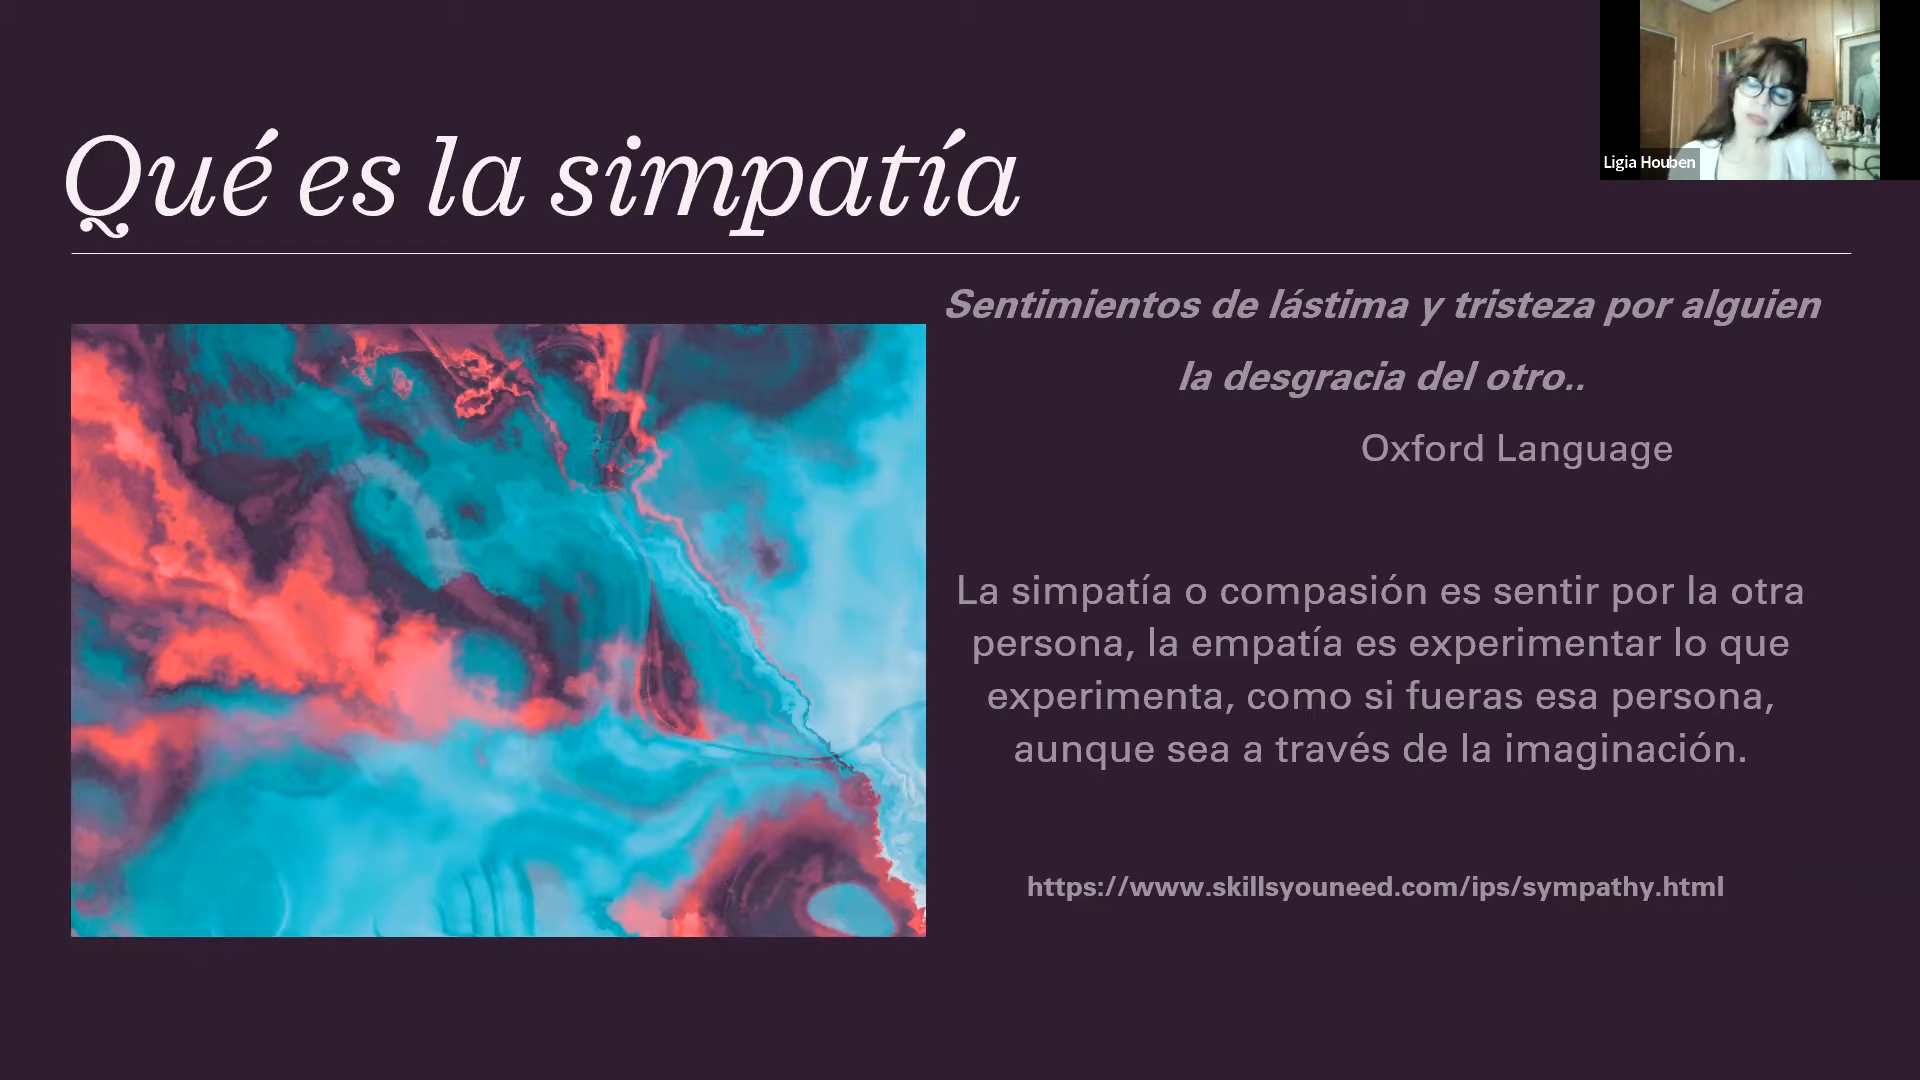 Qué es la simpatía
Ligia Houben
Sentimientos de lástima y tristeza por alguien
la desgracia del otro..
Oxford Language
La simpatía o compasión es sentir por la otra
persona, la empatía es experimentar lo que
experimenta, como si fueras esa persona,
aunque sea a través de la imaginación.
https://www.skillsyouneed.com/ips/sympathy.html